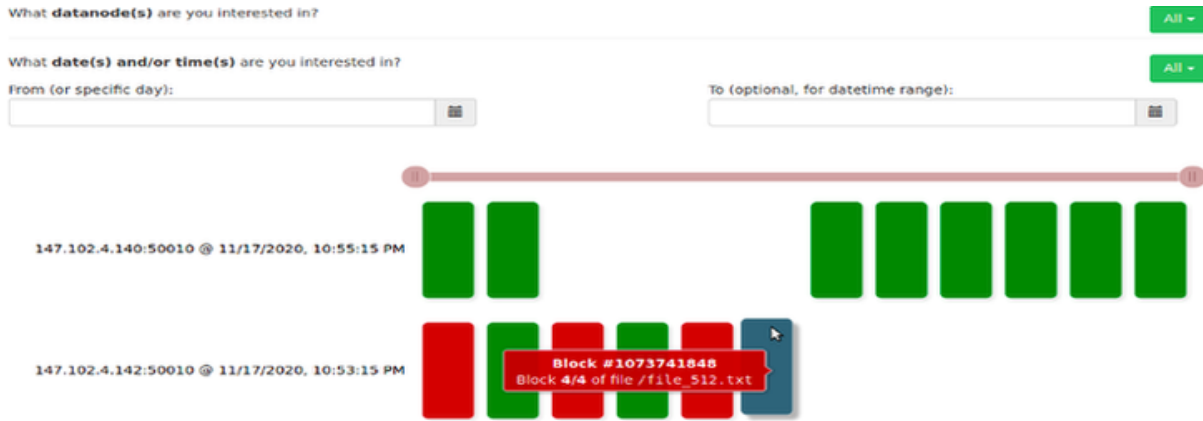 What datanode(s) are you interested in?
All
What date(s) and/or time(s) are you interested in?
All
From (or specific day):
To (optional, for datetime range):
147.102.4.140:50010 @ 11/17/2020, 10:55:15 PM
147.102.4.142:50010 @ 11/17/2020, 10:53:15 PM
Block #1073741848
Block 4/4 of file /file_512.txt